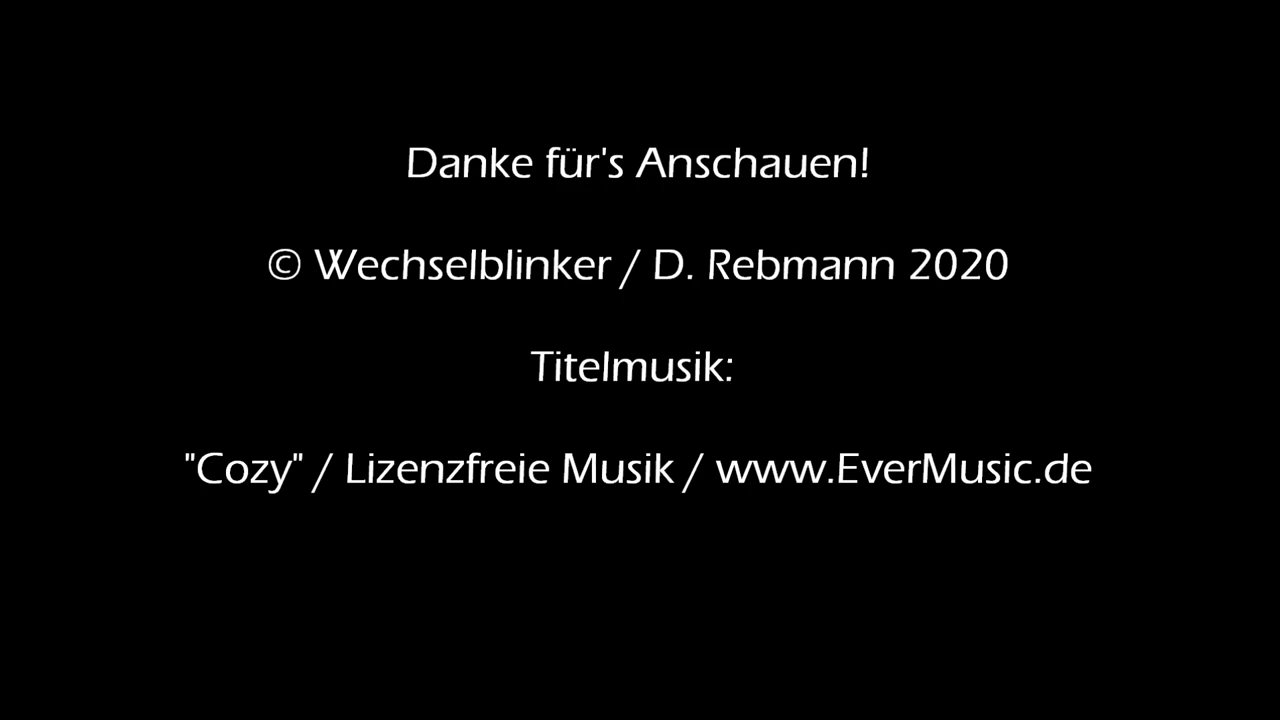 Danke für's Anschauen!
© Wechselblinker / D. Rebmann 2020
Titelmusik:
"Cozy" / Lizenzfreie Musik / www.EverMusic.de